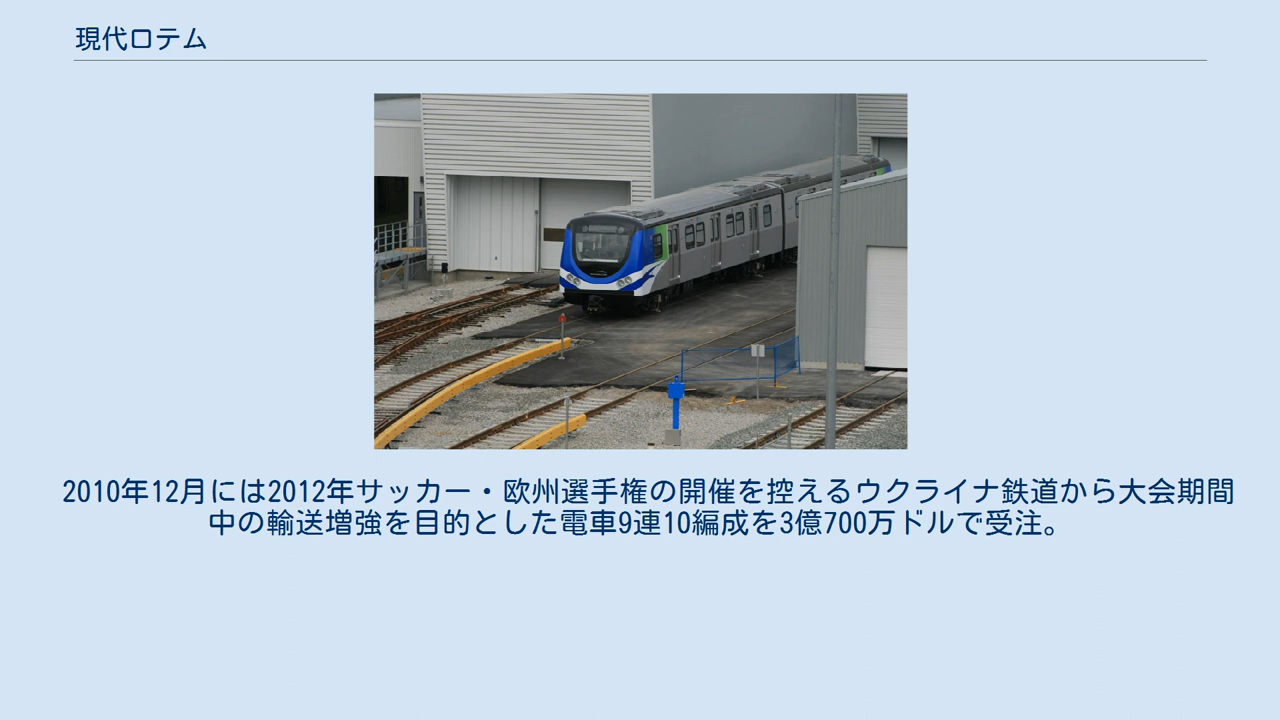 現代ロテム
2010年12月には2012年サッカー・欧州選手権の開催を控えるウクライナ鉄道から大会期間
中の輸送増強を目的とした電車9連10編成を3億700万ドルで受注。